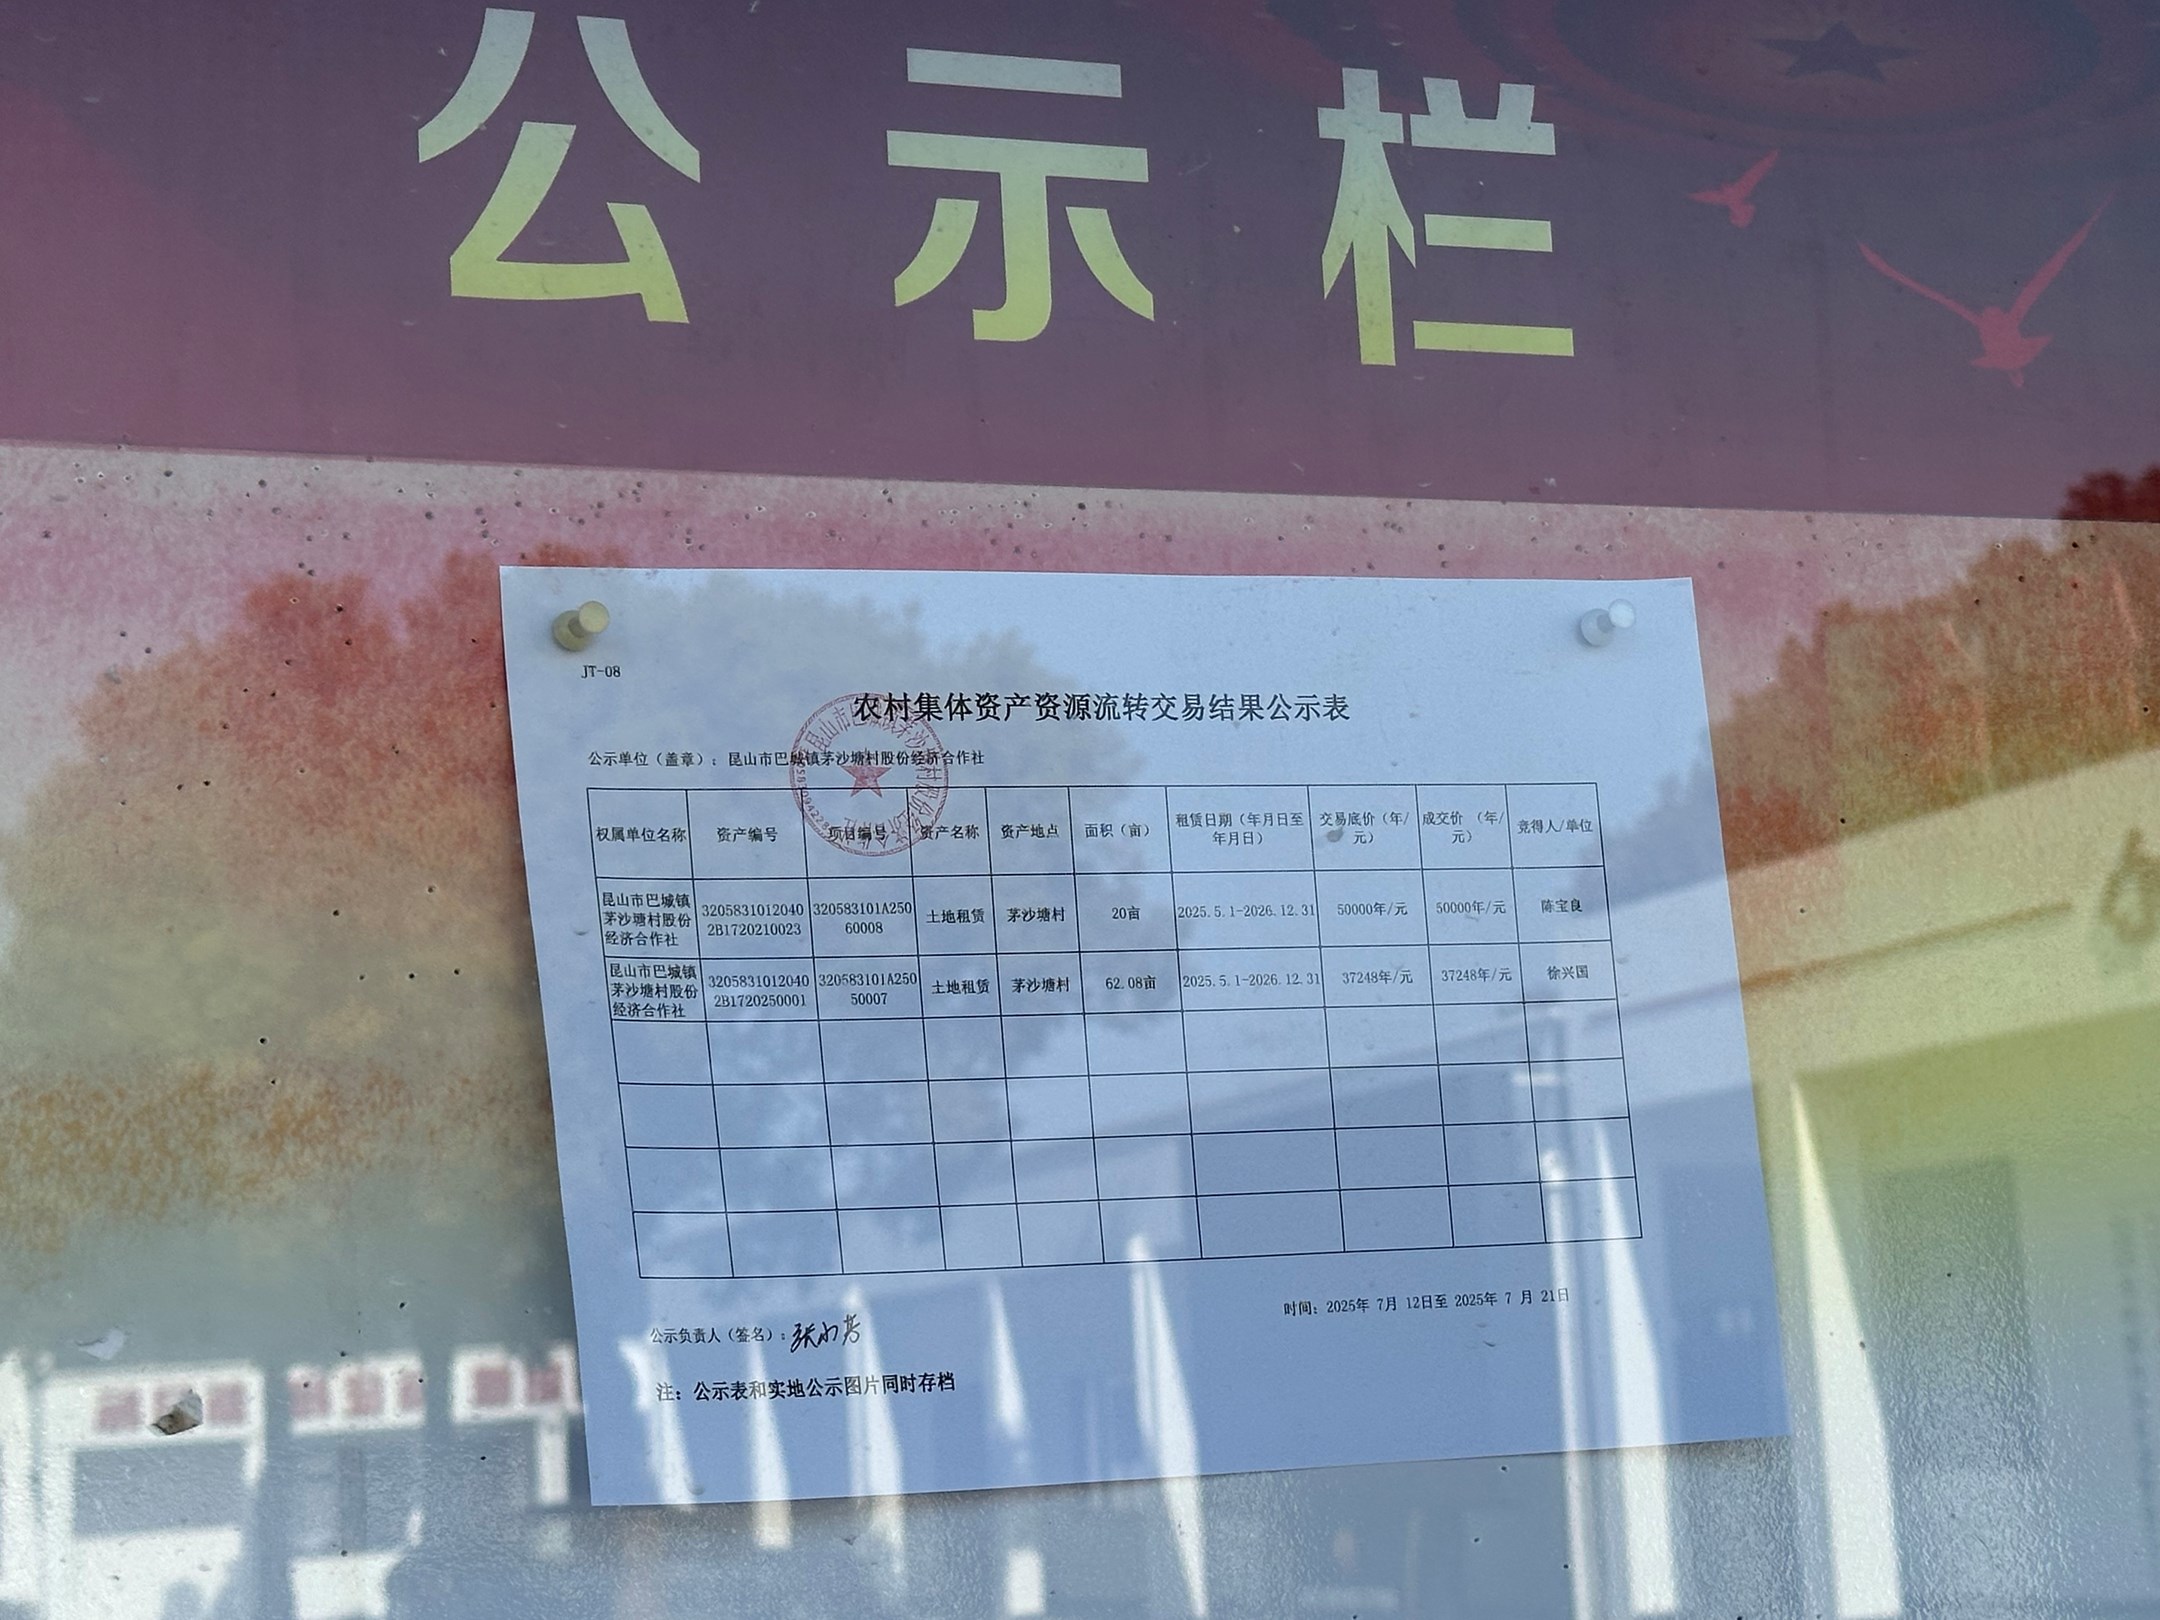 公示栏
JT-08
农村集体资产资源流转交易结果公示表
公示单位（盖章）：昆山市巴城镇茅沙塘村股份经济合作社
权属单位名称 资产编号 项目编号 资产名称 资产地点 面积（亩） 租赁日期（年月日至年月日） 交易底价（年/元） 成交价 （年/元） 竞得人/单位
昆山市巴城镇茅沙塘村股份经济合作社 32058310120402B1720210023 320583101A25060008 土地租赁 茅沙塘村 20亩 2025.5.1-2026.12.31 50000年/元 50000年/元 陈宝良
昆山市巴城镇茅沙塘村股份经济合作社 32058310120402B1720250001 320583101A25050007 土地租赁 茅沙塘村 62.08亩 2025.5.1-2026.12.31 37248年/元 37248年/元 徐兴国
时间：2025年 7月 12日至 2025年 7 月 21日
公示负责人（签名）：
注：公示表和实地公示图片同时存档